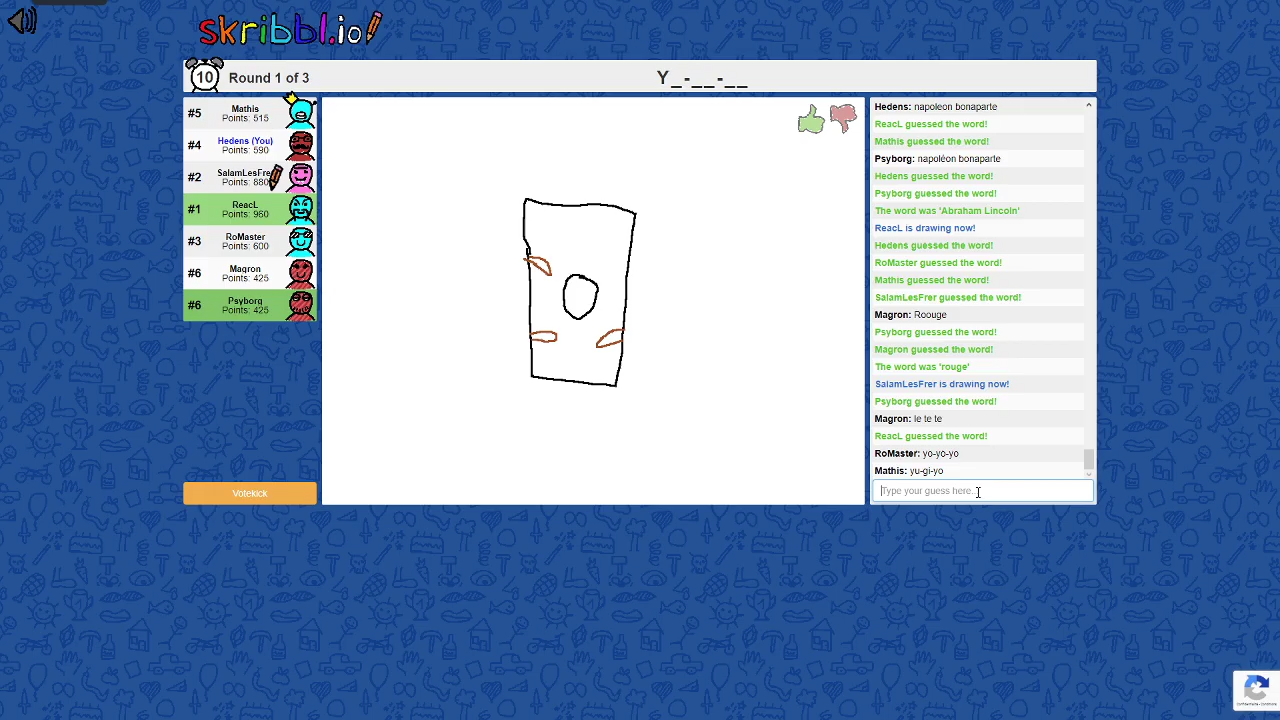 skribbl.io
10
Round 1 of 3
Y_-__-__
#5
Mathis
Points: 515
#4
Hedens (You)
Points: 590
#2
SalamLesFre
Points: 880
#1
ReacL
Points: 960
#3
RoMaster
Points: 600
#6
Magron
Points: 425
#6
Psyborg
Points: 425
Votekick
Hedens: napoleon bonaparte
ReacL guessed the word!
Mathis guessed the word!
Psyborg: napoléon bonaparte
Hedens guessed the word!
Psyborg guessed the word!
The word was 'Abraham Lincoln'
ReacL is drawing now!
Hedens guessed the word!
RoMaster guessed the word!
Mathis guessed the word!
SalamLesFrer guessed the word!
Magron: Roouge
Psyborg guessed the word!
Magron guessed the word!
The word was 'rouge'
SalamLesFrer is drawing now!
Psyborg guessed the word!
Magron: le te te
ReacL guessed the word!
RoMaster: yo-yo-yo
Mathis: yu-gi-yo
Type your guess here...